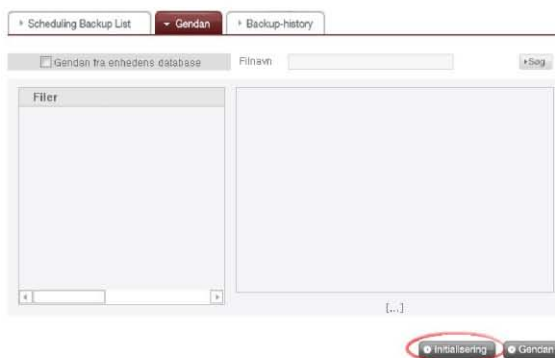 Scheduling Backup List
Gendan
Backup-history
Gendan fra enhedens database
Filnavn
Søg
Filer
[...]
Initialisering
Gendan